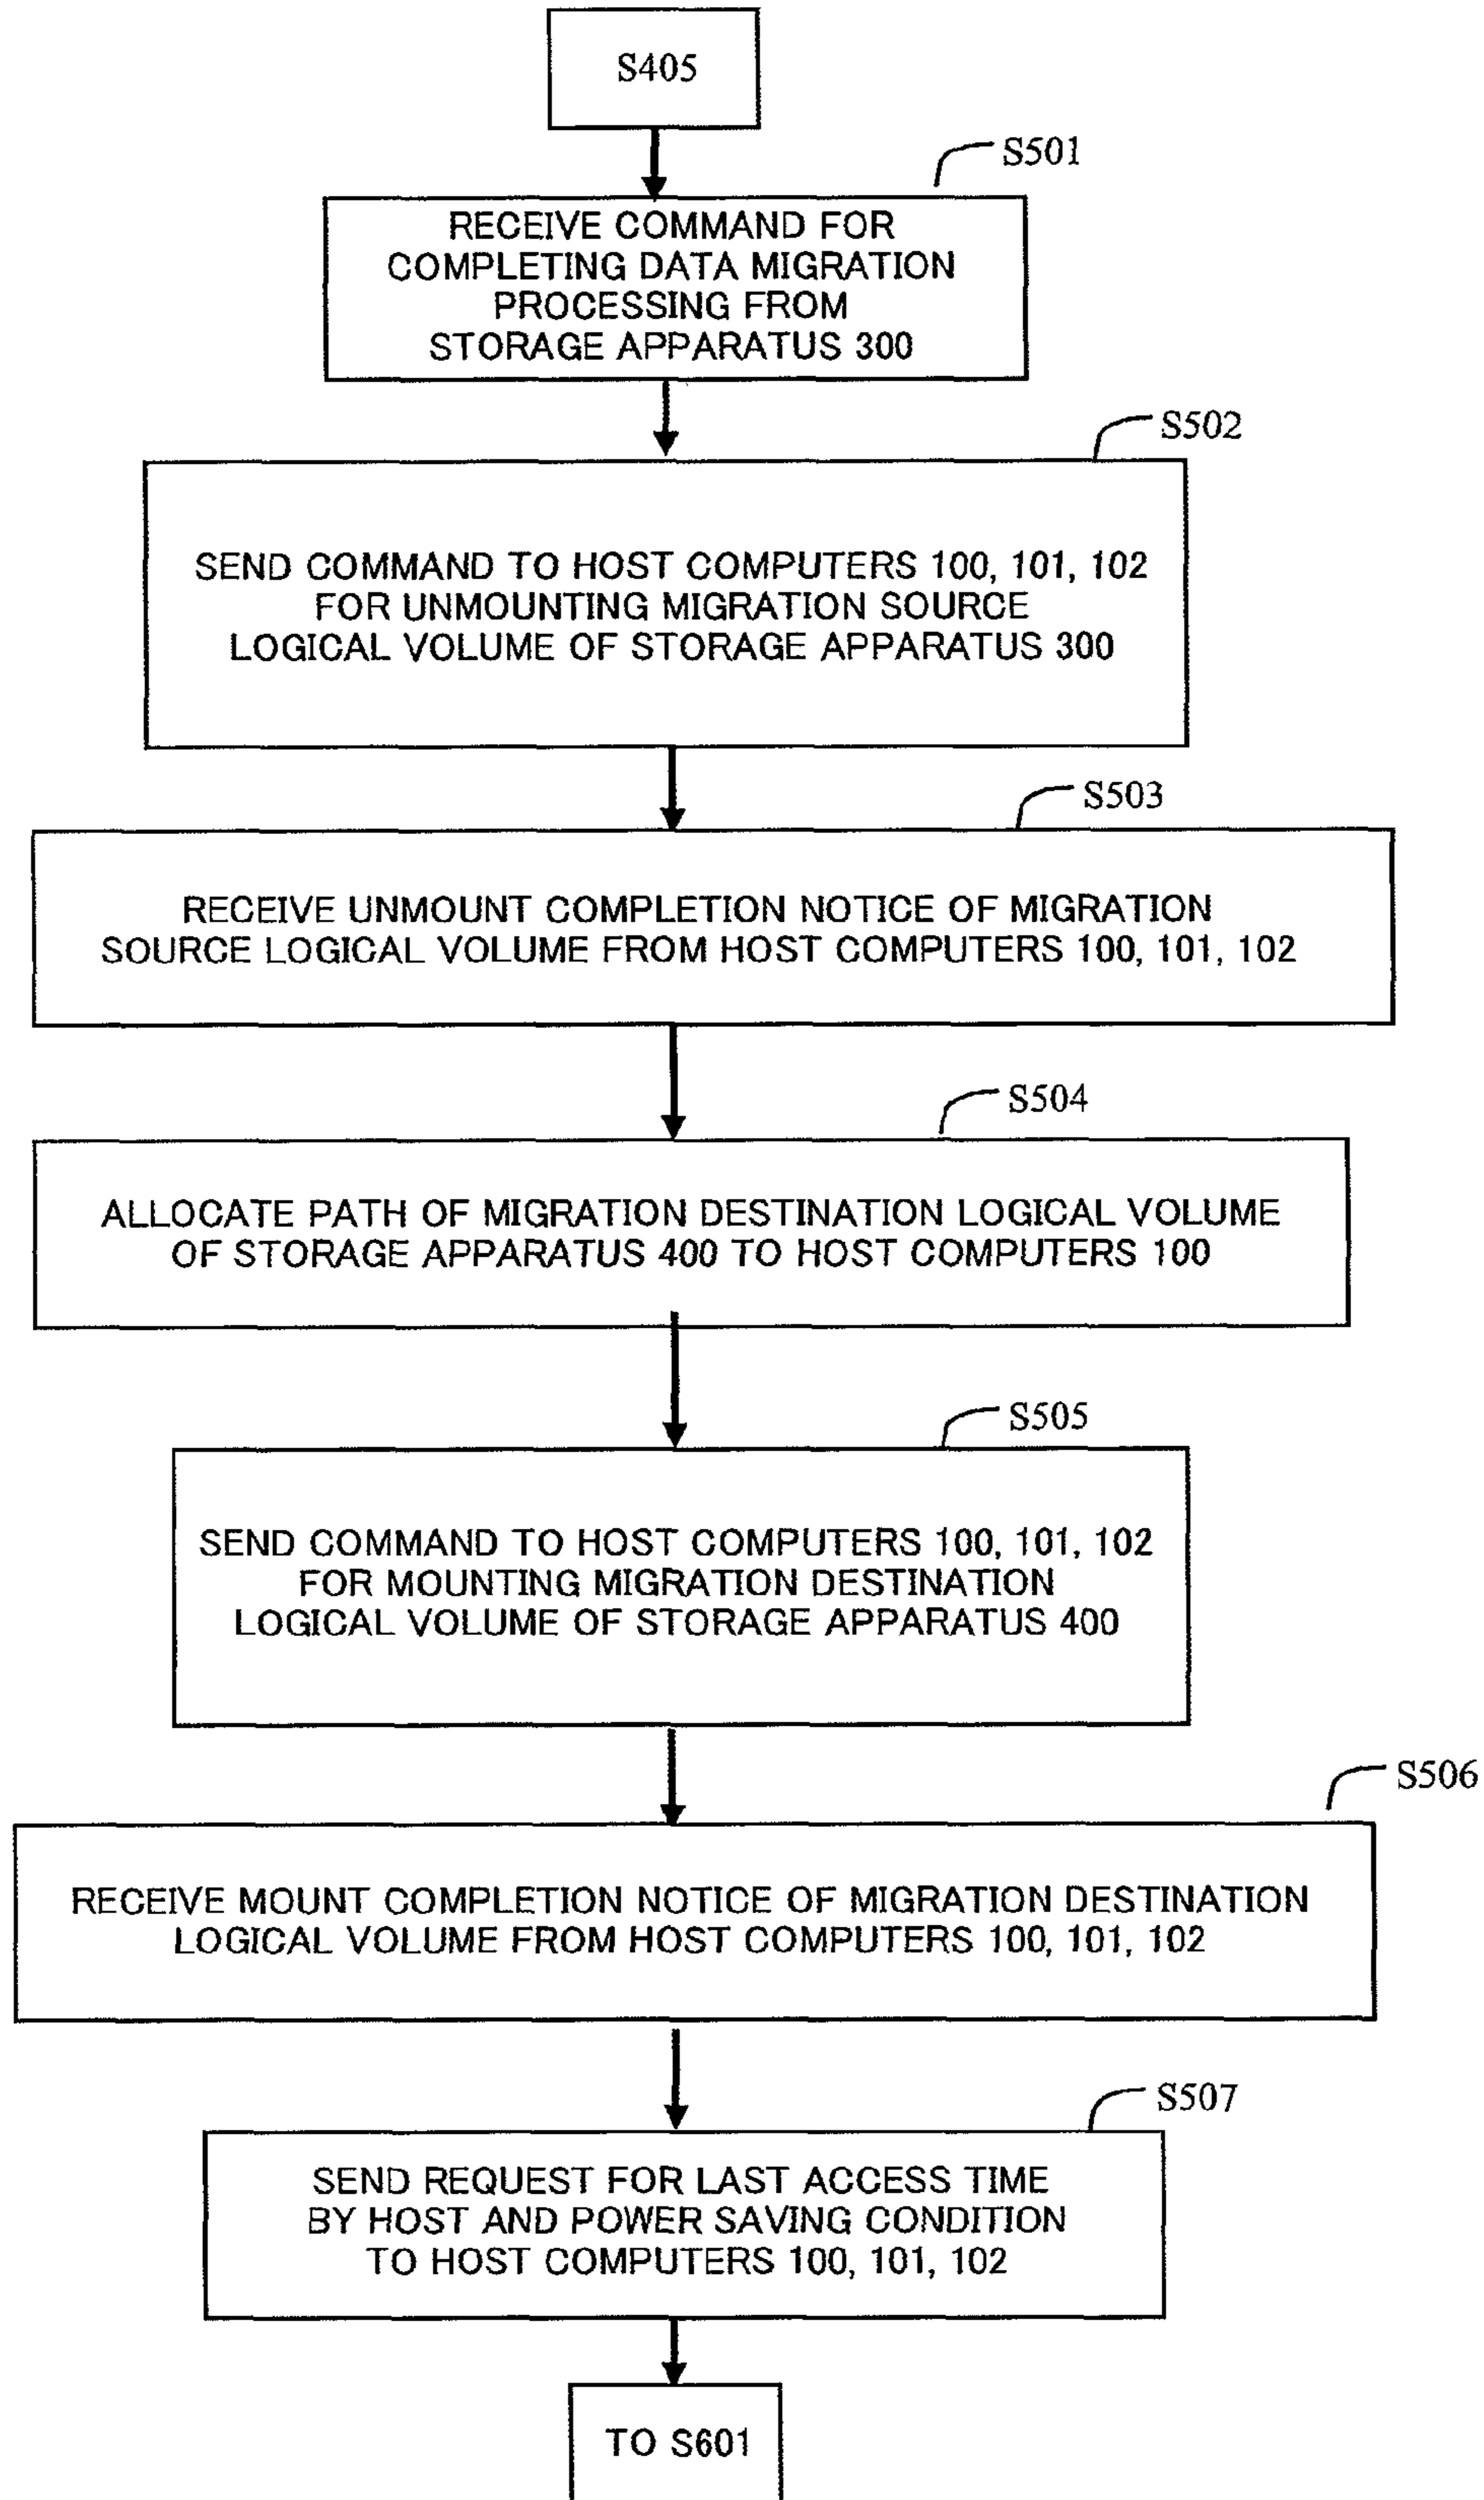 S405
S501
RECEIVE COMMAND FOR
COMPLETING DATA MIGRATION
PROCESSING FROM
STORAGE APPARATUS 300
S502
SEND COMMAND TO HOST COMPUTERS 100, 101, 102
FOR UNMOUNTING MIGRATION SOURCE
LOGICAL VOLUME OF STORAGE APPARATUS 300
S503
RECEIVE UNMOUNT COMPLETION NOTICE OF MIGRATION
SOURCE LOGICAL VOLUME FROM HOST COMPUTERS 100, 101, 102
S504
ALLOCATE PATH OF MIGRATION DESTINATION LOGICAL VOLUME
OF STORAGE APPARATUS 400 TO HOST COMPUTERS 100
S505
SEND COMMAND TO HOST COMPUTERS 100, 101, 102
FOR MOUNTING MIGRATION DESTINATION
LOGICAL VOLUME OF STORAGE APPARATUS 400
S506
RECEIVE MOUNT COMPLETION NOTICE OF MIGRATION DESTINATION
LOGICAL VOLUME FROM HOST COMPUTERS 100, 101, 102
S507
SEND REQUEST FOR LAST ACCESS TIME
BY HOST AND POWER SAVING CONDITION
TO HOST COMPUTERS 100, 101, 102
TO S601